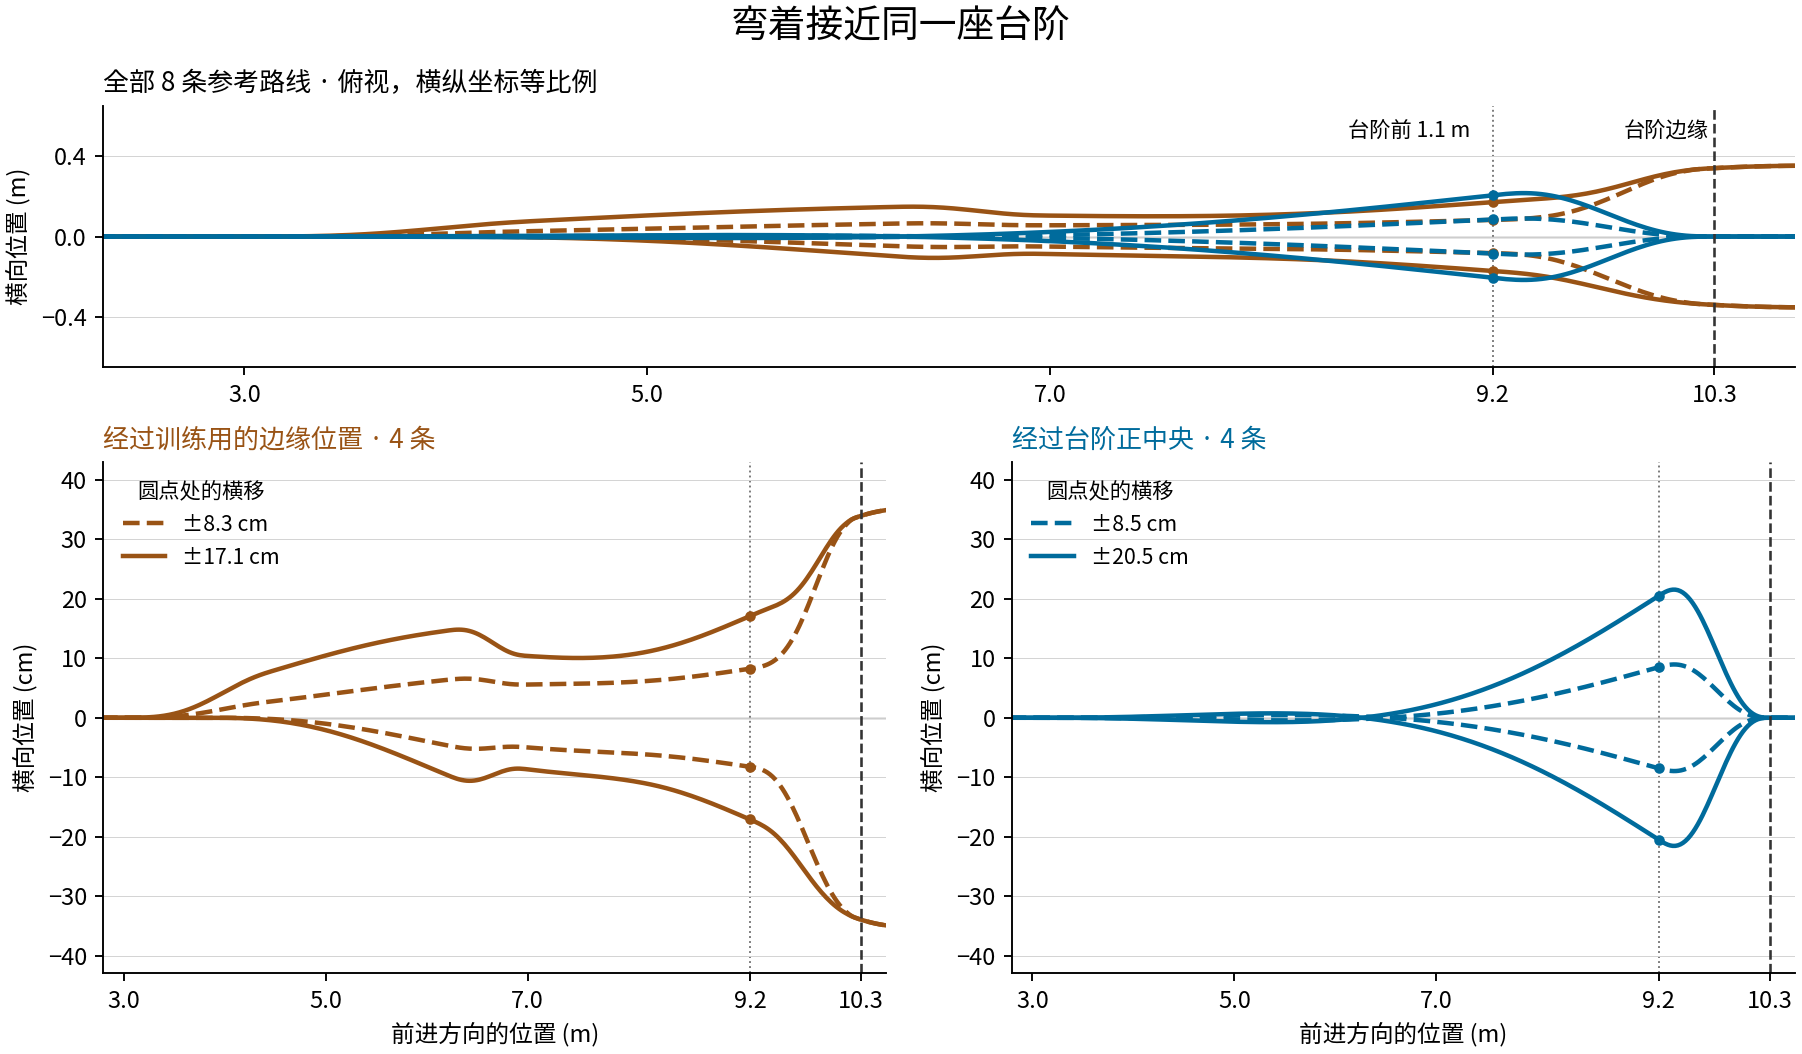 弯着接近同一座台阶
全部 8 条参考路线 · 俯视，横纵坐标等比例
台阶前 1.1 m
台阶边缘
横向位置 (m)
0.4
0.0
−0.4
3.0
5.0
7.0
9.2
10.3
经过训练用的边缘位置 · 4 条
圆点处的横移
±8.3 cm
±17.1 cm
横向位置 (cm)
40
30
20
10
0
−10
−20
−30
−40
3.0
5.0
7.0
9.2
10.3
前进方向的位置 (m)
经过台阶正中央 · 4 条
圆点处的横移
±8.5 cm
±20.5 cm
横向位置 (cm)
40
30
20
10
0
−10
−20
−30
−40
3.0
5.0
7.0
9.2
10.3
前进方向的位置 (m)